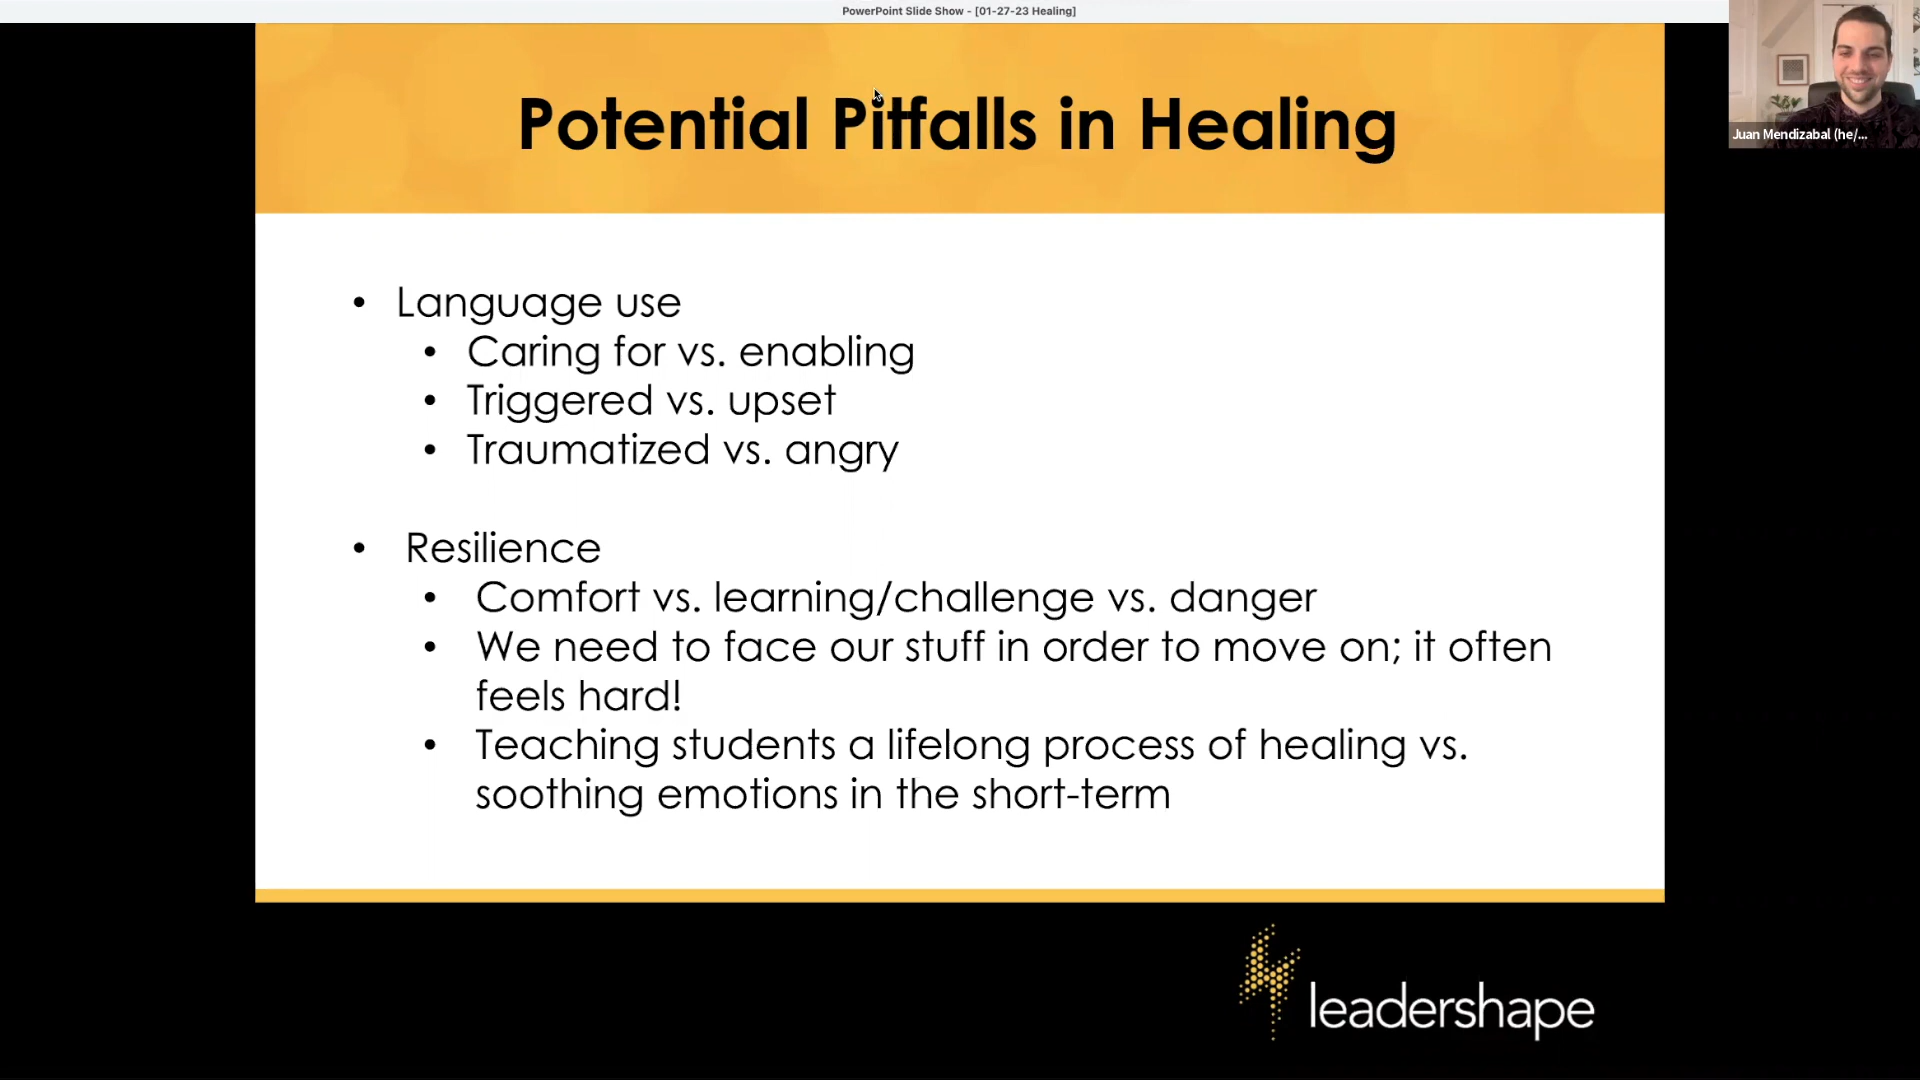 PowerPoint Slide Show - [01-27-23 Healing]
Juan Mendizabal (he/...
Potential Pitfalls in Healing
• Language use
• Caring for vs. enabling
• Triggered vs. upset
• Traumatized vs. angry
• Resilience
• Comfort vs. learning/challenge vs. danger
• We need to face our stuff in order to move on; it often
feels hard!
• Teaching students a lifelong process of healing vs.
soothing emotions in the short-term
leadershape